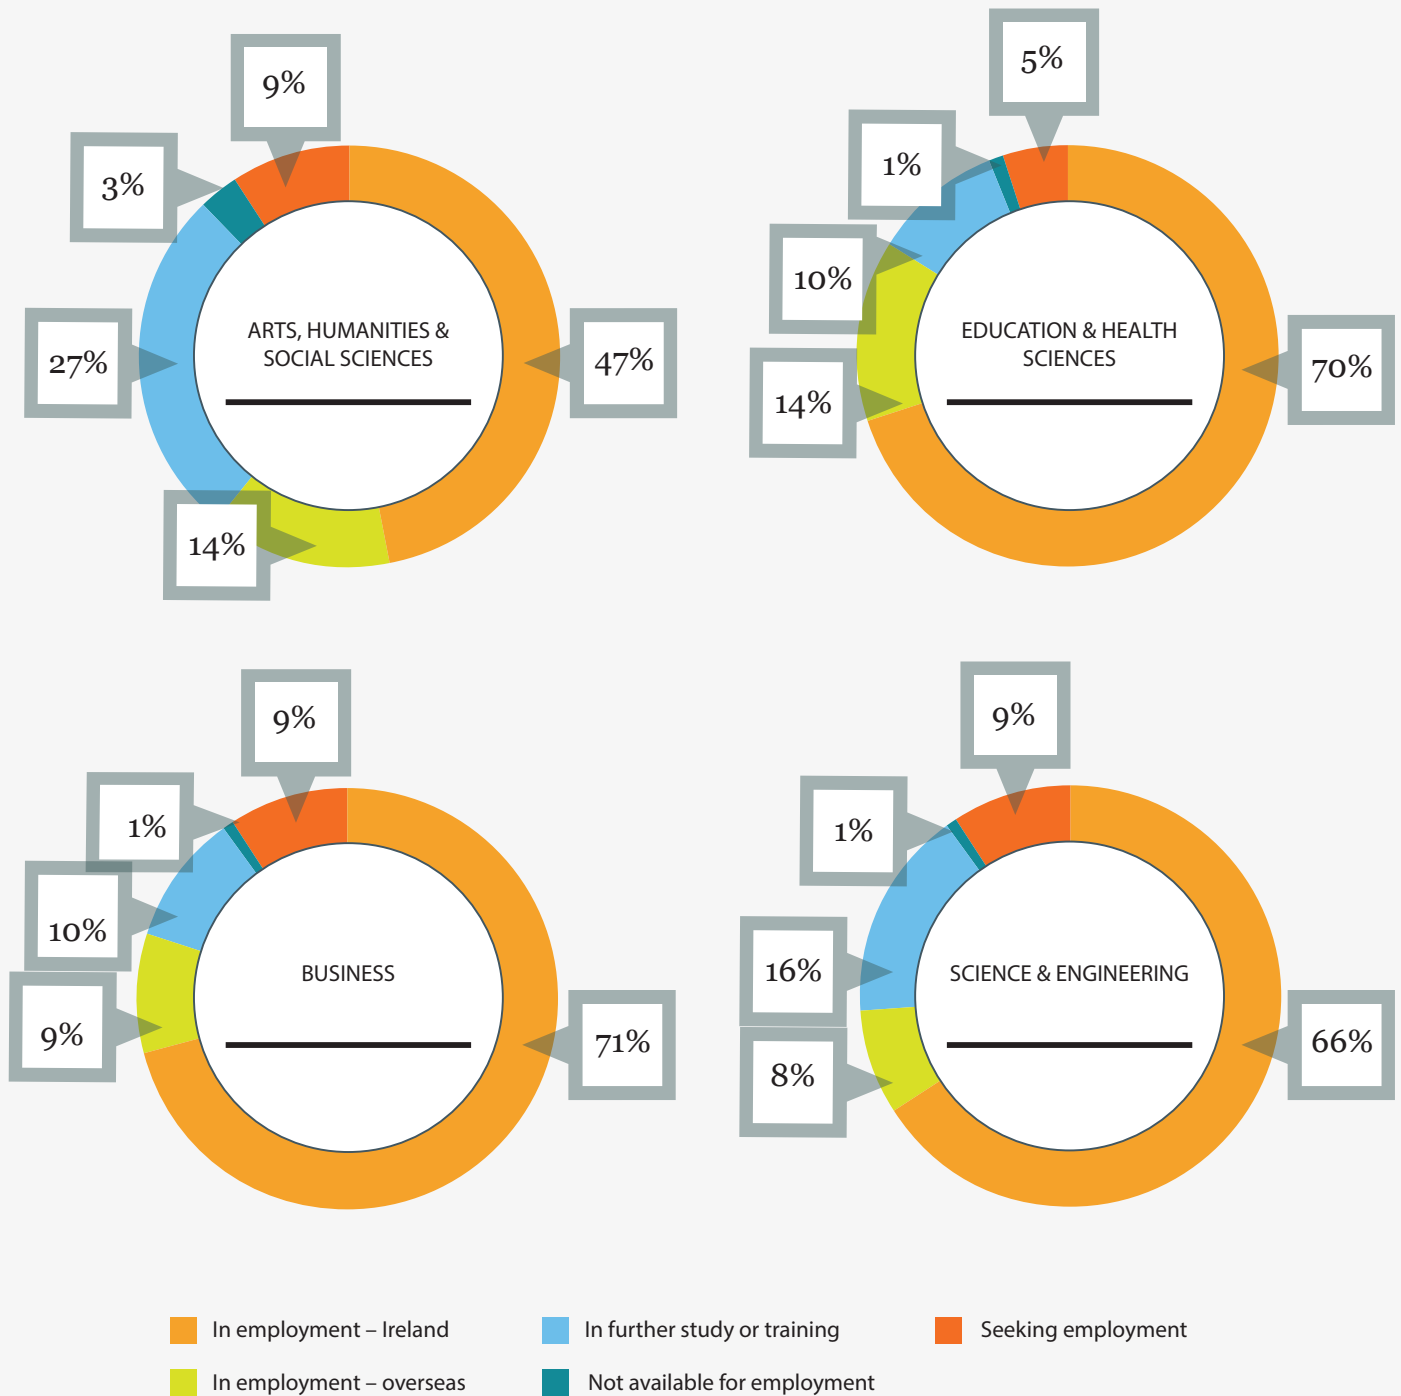 9%
3%
27%
14%
47%
ARTS, HUMANITIES &
SOCIAL SCIENCES
5%
1%
10%
14%
70%
EDUCATION & HEALTH
SCIENCES
9%
1%
10%
9%
71%
BUSINESS
9%
1%
16%
8%
66%
SCIENCE & ENGINEERING
In employment – Ireland
In further study or training
Seeking employment
In employment – overseas
Not available for employment